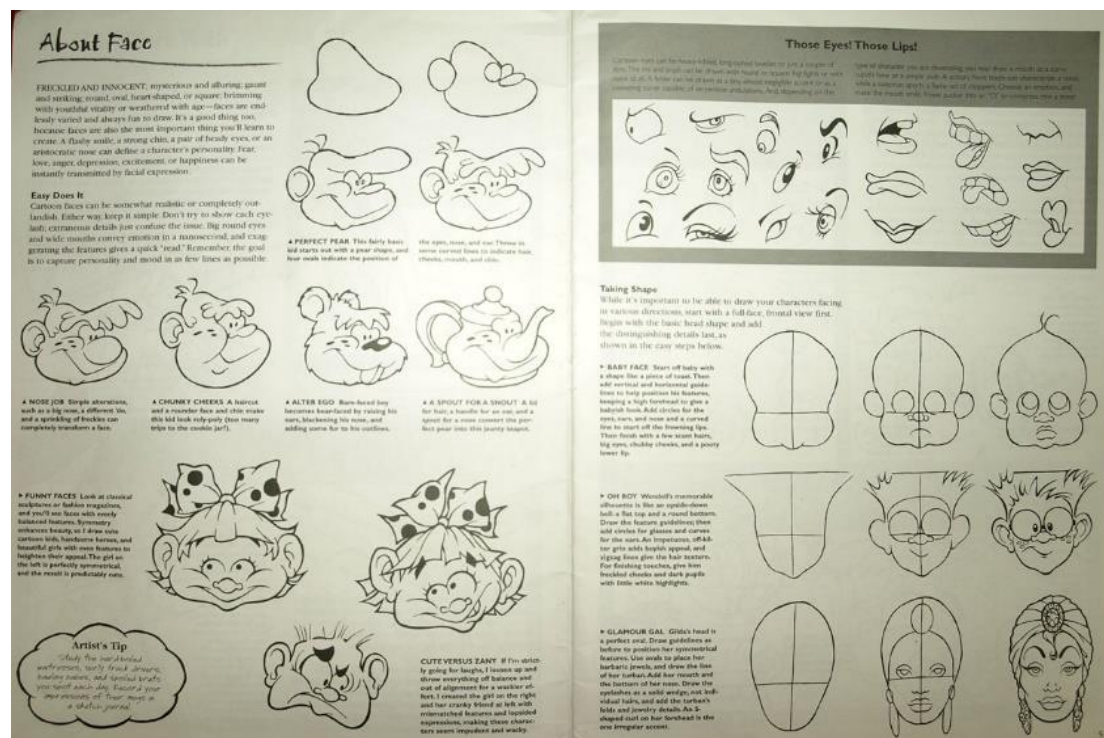 About Face
FRECKLED AND INNOCENT; mysterious and alluring; gaunt
and striking; round, oval, heart-shaped, or square; brimming
with youthful vitality or weathered with age—faces are end-
lessly varied and always fun to draw. It's a good thing too,
because faces are also the most important thing you'll learn to
create. A flashy smile, a strong chin, a pair of beady eyes, or an
aristocratic nose can define a character's personality. Fear,
love, anger, depression, excitement, or happiness can be
instantly transmitted by facial expression.
Easy Does It
Cartoon faces can be somewhat realistic or completely out-
landish. Either way, keep it simple. Don't try to show each eye-
lash; extraneous details just confuse the issue. Big round eyes
and wide mouths convey emotion in a nanosecond, and exag-
gerating the features gives a quick "read." Remember, the goal
is to capture personality and mood in as few lines as possible.
▲ PERFECT PEAR This fairly basic
kid starts out with a pear shape, and
four ovals indicate the position of
the eyes, nose, and ear. Throw in
some curved lines to indicate hair,
cheeks, mouth, and chin.
▲ NOSE JOB Simple alterations,
such as a big nose, a different 'do,
and a sprinkling of freckles can
completely transform a face.
▲ CHUNKY CHEEKS A haircut
and a rounder face and chin make
this kid look roly-poly (too many
trips to the cookie jar!).
▲ ALTER EGO Bare-faced boy
becomes bear-faced by raising his
ears, blackening his nose, and
adding some fur to his outlines.
▲ A SPOUT FOR A SNOUT A lid
for hair, a handle for an ear, and a
spout for a nose convert the per-
fect pear into this jaunty teapot.
► FUNNY FACES Look at classical
sculptures or fashion magazines,
and you'll see faces with evenly
balanced features. Symmetry
enhances beauty, so I draw cute
cartoon kids, handsome heroes, and
beautiful girls with even features to
heighten their appeal. The girl on
the left is perfectly symmetrical,
and the result is predictably cute.
Artist's Tip
Study the hard-boiled
waitresses, surly truck drivers,
bawling babies, and spoiled brats
you meet each day. Record your
impressions of their mugs in
a sketch journal.
CUTE VERSUS ZANY If I'm strict-
ly going for laughs, I loosen up and
throw everything off balance and
out of alignment for a wackier ef-
fect. I created the girl on the right
and her cranky friend at left with
mismatched features and lopsided
expressions, making these charac-
ters seem impudent and wacky.
Those Eyes! Those Lips!
Taking Shape
While it's important to be able to draw your characters facing
in various directions, start with a full-face, frontal view first.
Begin with the basic head shape and add
the distinguishing details last, as
shown in the easy steps below.
► BABY FACE Start off baby with
a shape like a piece of toast. Then
add vertical and horizontal guide-
lines to help position his features,
keeping a high forehead to give a
babyish look. Add circles for the
eyes, ears, and nose and a curved
line to start off the frowning lips.
Then finish with a few scant hairs,
big eyes, chubby cheeks, and a pouty
lower lip.
► OH BOY Wendell's memorable
silhouette is like an upside-down
bell: a flat top and a round bottom.
Draw the feature guidelines; then
add circles for glasses and curves
for the ears. An impetuous, off-kil-
ter grin adds boyish appeal, and
zigzag lines give the hair texture.
For finishing touches, give him
freckled cheeks and dark pupils
with little white highlights.
► GLAMOUR GAL Gilda's head is
a perfect oval. Draw guidelines as
before to position her symmetrical
features. Use ovals to place her
barbaric jewels, and draw the line
of her turban. Add her mouth and
the bottom of her nose. Draw the
eyelashes as a solid wedge, not indi-
vidual hairs, and add the turban's
folds and jewelry details. An S-
shaped curl on her forehead is the
one irregular accent.